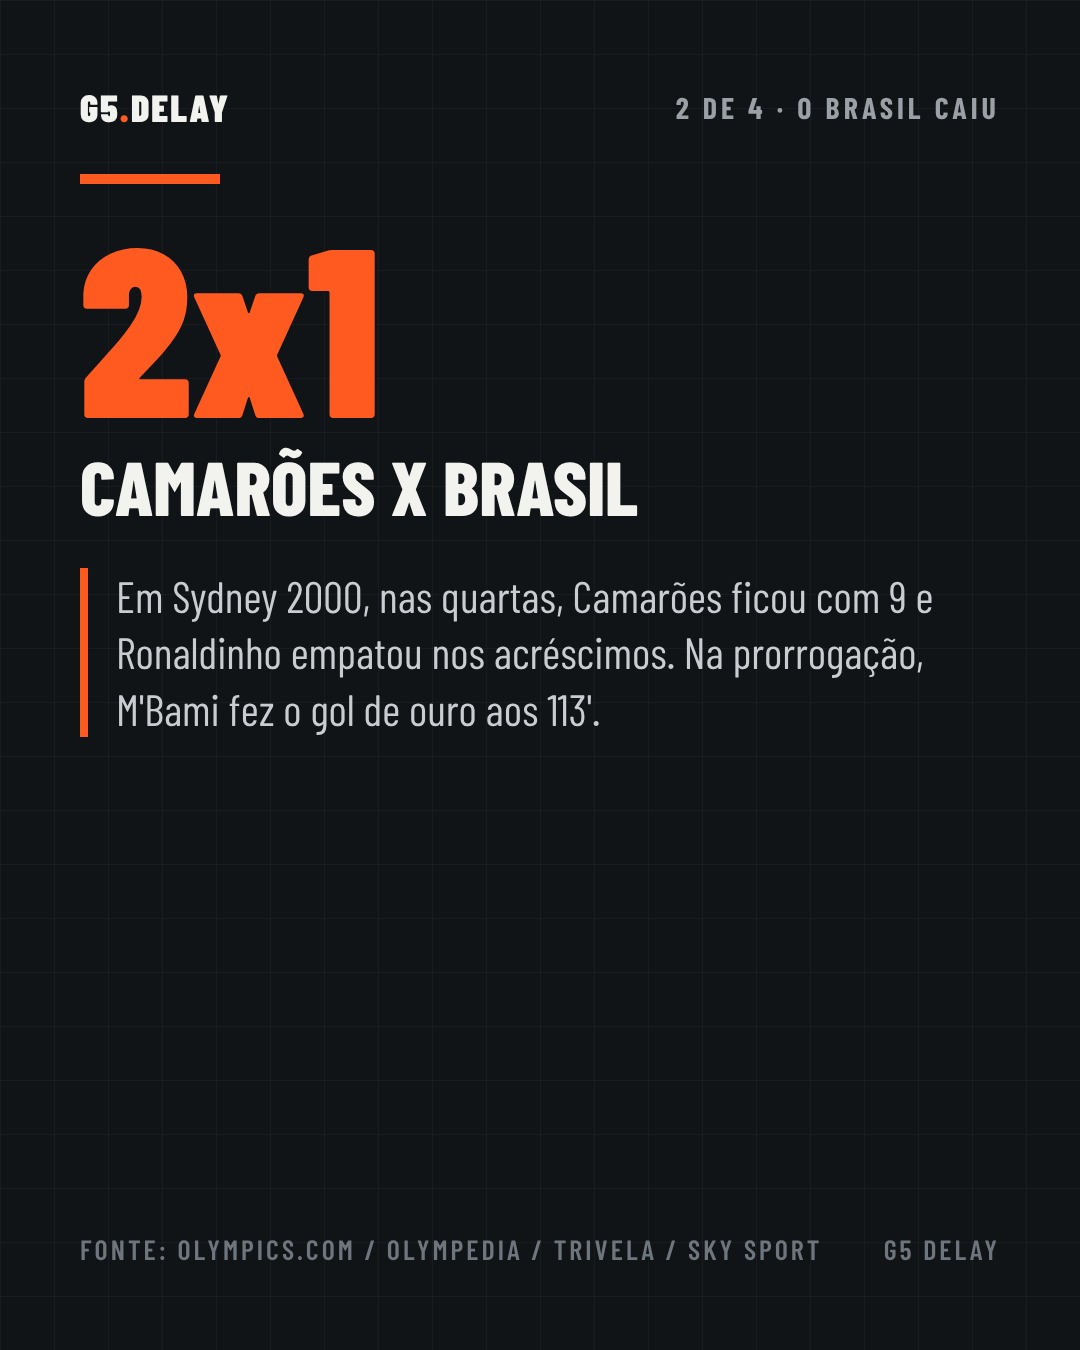 G5.DELAY
2 DE 4 · O BRASIL CAIU
2x1
CAMARÕES X BRASIL
Em Sydney 2000, nas quartas, Camarões ficou com 9 e
Ronaldinho empatou nos acréscimos. Na prorrogação,
M'Bami fez o gol de ouro aos 113'.
FONTE: OLYMPICS.COM / OLYMPEDIA / TRIVELA / SKY SPORT
G5 DELAY